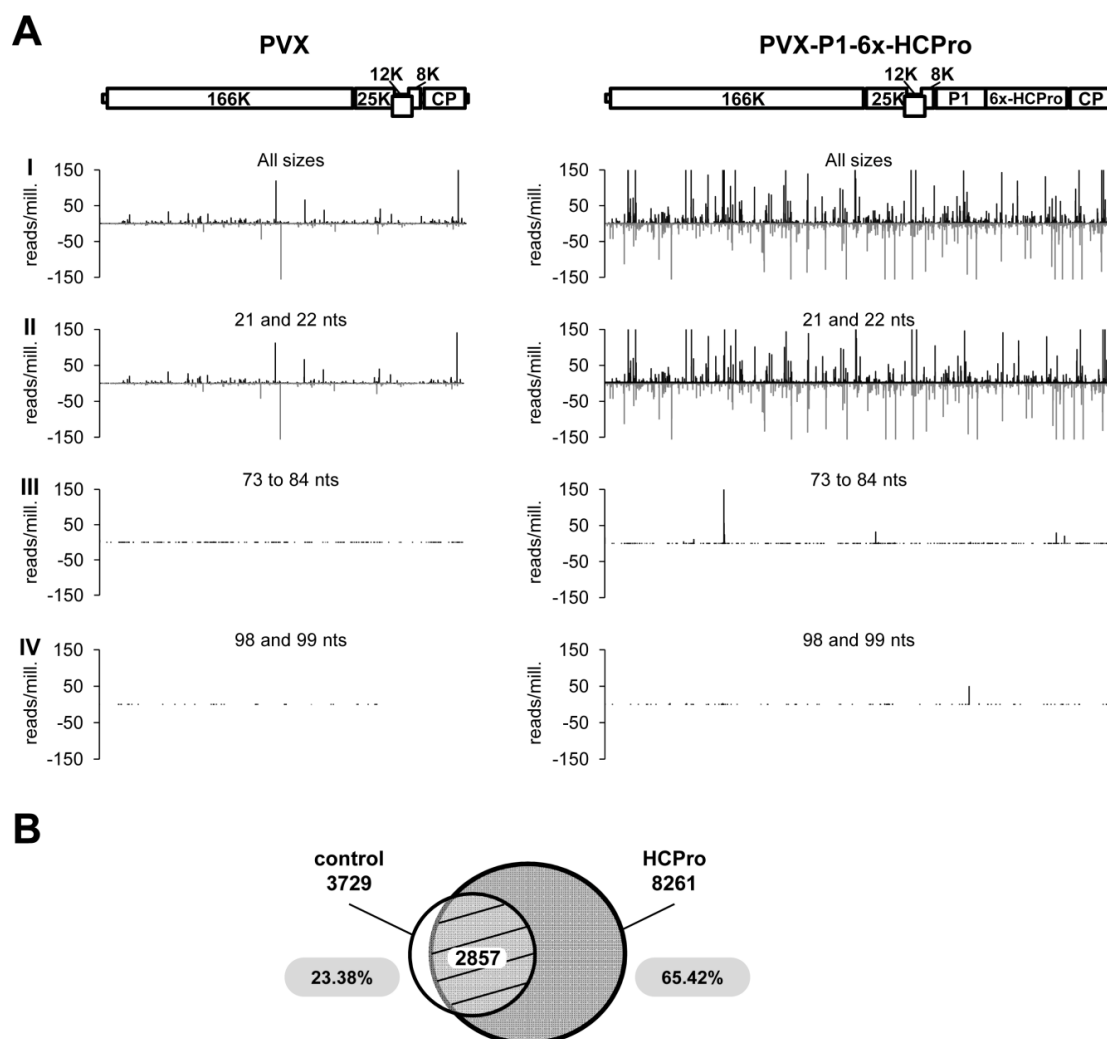 A
PVX
12K 8K
166K 25K CP
I
All sizes
reads/mill.
150
50
-50
-150
II
21 and 22 nts
reads/mill.
150
50
-50
-150
III
73 to 84 nts
reads/mill.
150
50
-50
-150
IV
98 and 99 nts
reads/mill.
150
50
-50
-150
PVX-P1-6x-HCPro
12K 8K
166K 25K P1 6x-HCPro CP
All sizes
reads/mill.
150
50
-50
-150
21 and 22 nts
reads/mill.
150
50
-50
-150
73 to 84 nts
reads/mill.
150
50
-50
-150
98 and 99 nts
reads/mill.
150
50
-50
-150
B
control
3729
HCPro
8261
2857
23.38%
65.42%